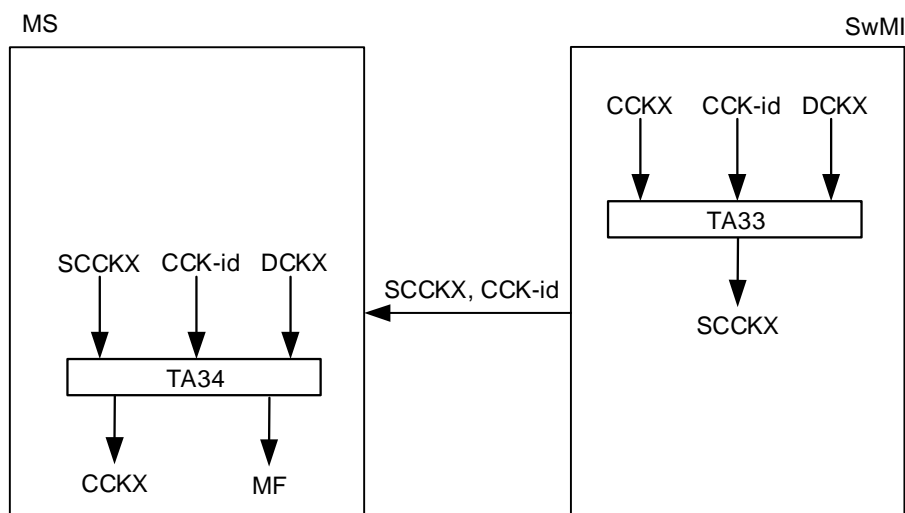 MS
SwMI
CCKX CCK-id DCKX
TA33
SCCKX CCK-id DCKX
SCCKX, CCK-id
SCCKX
TA34
CCKX MF